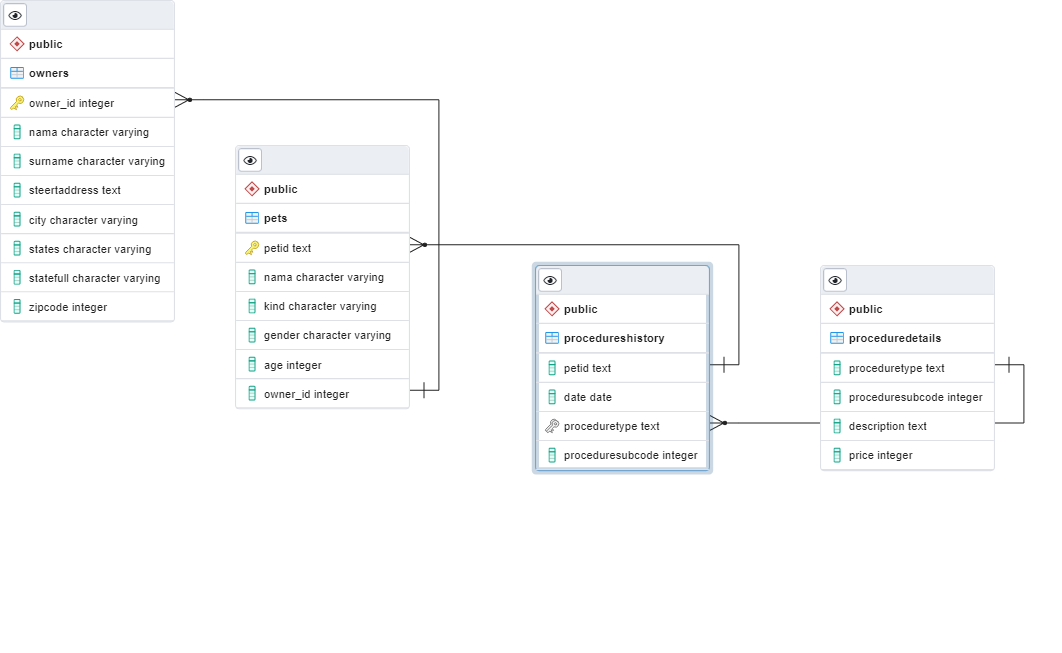 public
owners
owner_id integer
nama character varying
surname character varying
steertaddress text
city character varying
states character varying
statefull character varying
zipcode integer
public
pets
petid text
nama character varying
kind character varying
gender character varying
age integer
owner_id integer
public
procedureshistory
petid text
date date
proceduretype text
proceduresubcode integer
public
proceduredetails
proceduretype text
proceduresubcode integer
description text
price integer